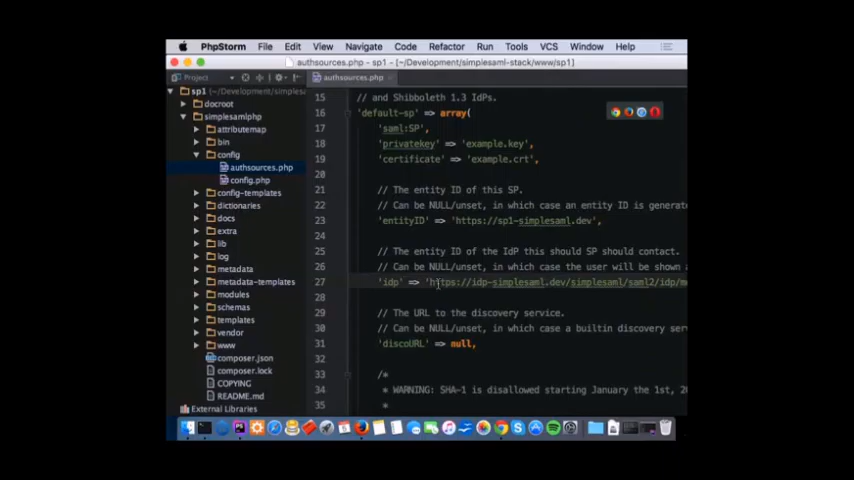 PhpStorm File Edit View Navigate Code Refactor Run Tools VCS Window Help
authsources.php - sp1 - [~/Development/simplesaml-stack/www/sp1]
Project
authsources.php
sp1 (~/Development/simplesa
docroot
simplesamlphp
attributemap
bin
config
authsources.php
config.php
config-templates
dictionaries
docs
extra
lib
log
metadata
metadata-templates
modules
schemas
templates
vendor
www
composer.json
composer.lock
COPYING
README.md
External Libraries
15 // and Shibboleth 1.3 IdPs.
16 'default-sp' => array(
17 'saml:SP',
18 'privatekey' => 'example.key',
19 'certificate' => 'example.crt',
20
21 // The entity ID of this SP.
22 // Can be NULL/unset, in which case an entity ID is generate
23 'entityID' => 'https://sp1-simplesaml.dev',
24
25 // The entity ID of the IdP this should SP should contact.
26 // Can be NULL/unset, in which case the user will be shown a
27 'idp' => 'https://idp-simplesaml.dev/simplesaml/saml2/idp/m
28
29 // The URL to the discovery service.
30 // Can be NULL/unset, in which case a builtin discovery serv
31 'discoURL' => null,
32
33 /*
34 * WARNING: SHA-1 is disallowed starting January the 1st, 2
35 *